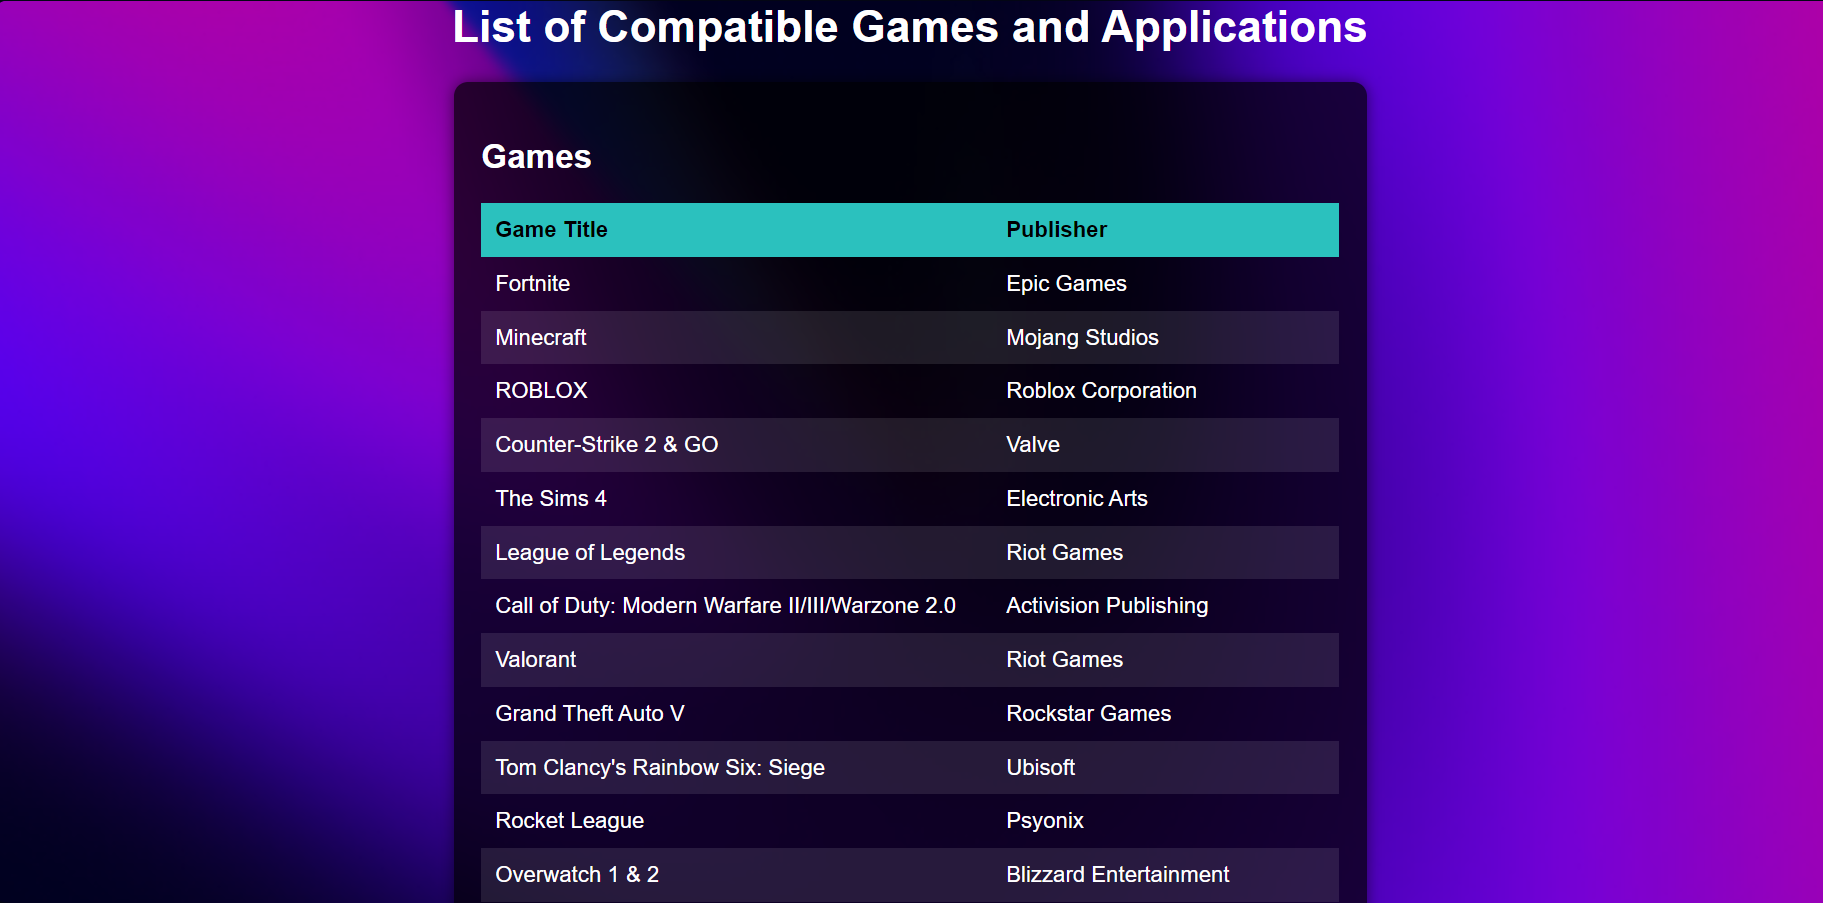 List of Compatible Games and Applications
Games
Game Title Publisher
Fortnite Epic Games
Minecraft Mojang Studios
ROBLOX Roblox Corporation
Counter-Strike 2 & GO Valve
The Sims 4 Electronic Arts
League of Legends Riot Games
Call of Duty: Modern Warfare II/III/Warzone 2.0 Activision Publishing
Valorant Riot Games
Grand Theft Auto V Rockstar Games
Tom Clancy's Rainbow Six: Siege Ubisoft
Rocket League Psyonix
Overwatch 1 & 2 Blizzard Entertainment